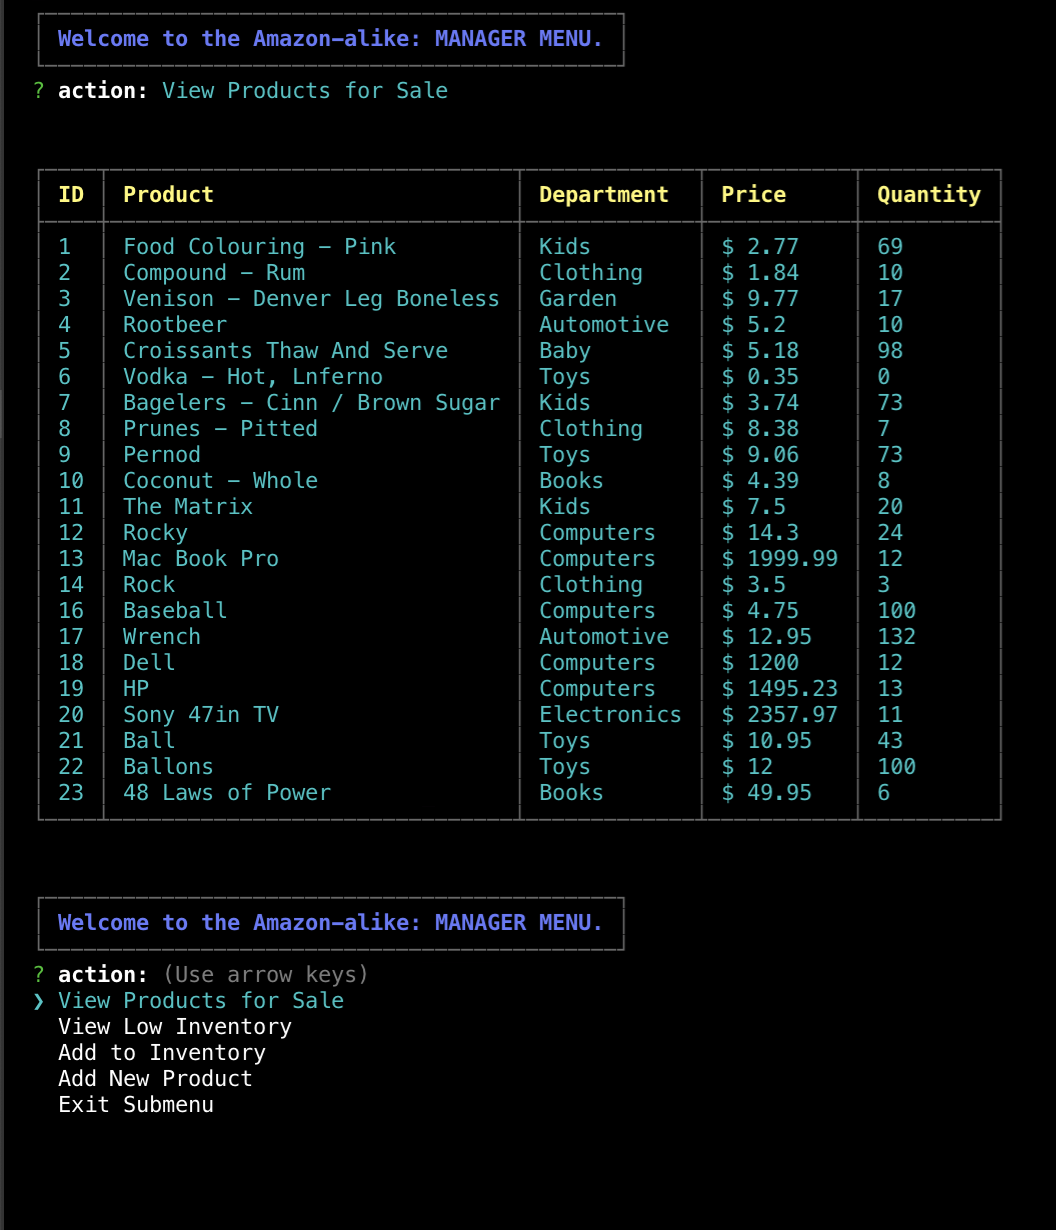 Welcome to the Amazon-alike: MANAGER MENU.
? action: View Products for Sale
ID Product Department Price Quantity
1 Food Colouring - Pink Kids $ 2.77 69
2 Compound - Rum Clothing $ 1.84 10
3 Venison - Denver Leg Boneless Garden $ 9.77 17
4 Rootbeer Automotive $ 5.2 10
5 Croissants Thaw And Serve Baby $ 5.18 98
6 Vodka - Hot, Lnferno Toys $ 0.35 0
7 Bagelers - Cinn / Brown Sugar Kids $ 3.74 73
8 Prunes - Pitted Clothing $ 8.38 7
9 Pernod Toys $ 9.06 73
10 Coconut - Whole Books $ 4.39 8
11 The Matrix Kids $ 7.5 20
12 Rocky Computers $ 14.3 24
13 Mac Book Pro Computers $ 1999.99 12
14 Rock Clothing $ 3.5 3
16 Baseball Computers $ 4.75 100
17 Wrench Automotive $ 12.95 132
18 Dell Computers $ 1200 12
19 HP Computers $ 1495.23 13
20 Sony 47in TV Electronics $ 2357.97 11
21 Ball Toys $ 10.95 43
22 Ballons Toys $ 12 100
23 48 Laws of Power Books $ 49.95 6
Welcome to the Amazon-alike: MANAGER MENU.
? action: (Use arrow keys)
❯ View Products for Sale
View Low Inventory
Add to Inventory
Add New Product
Exit Submenu